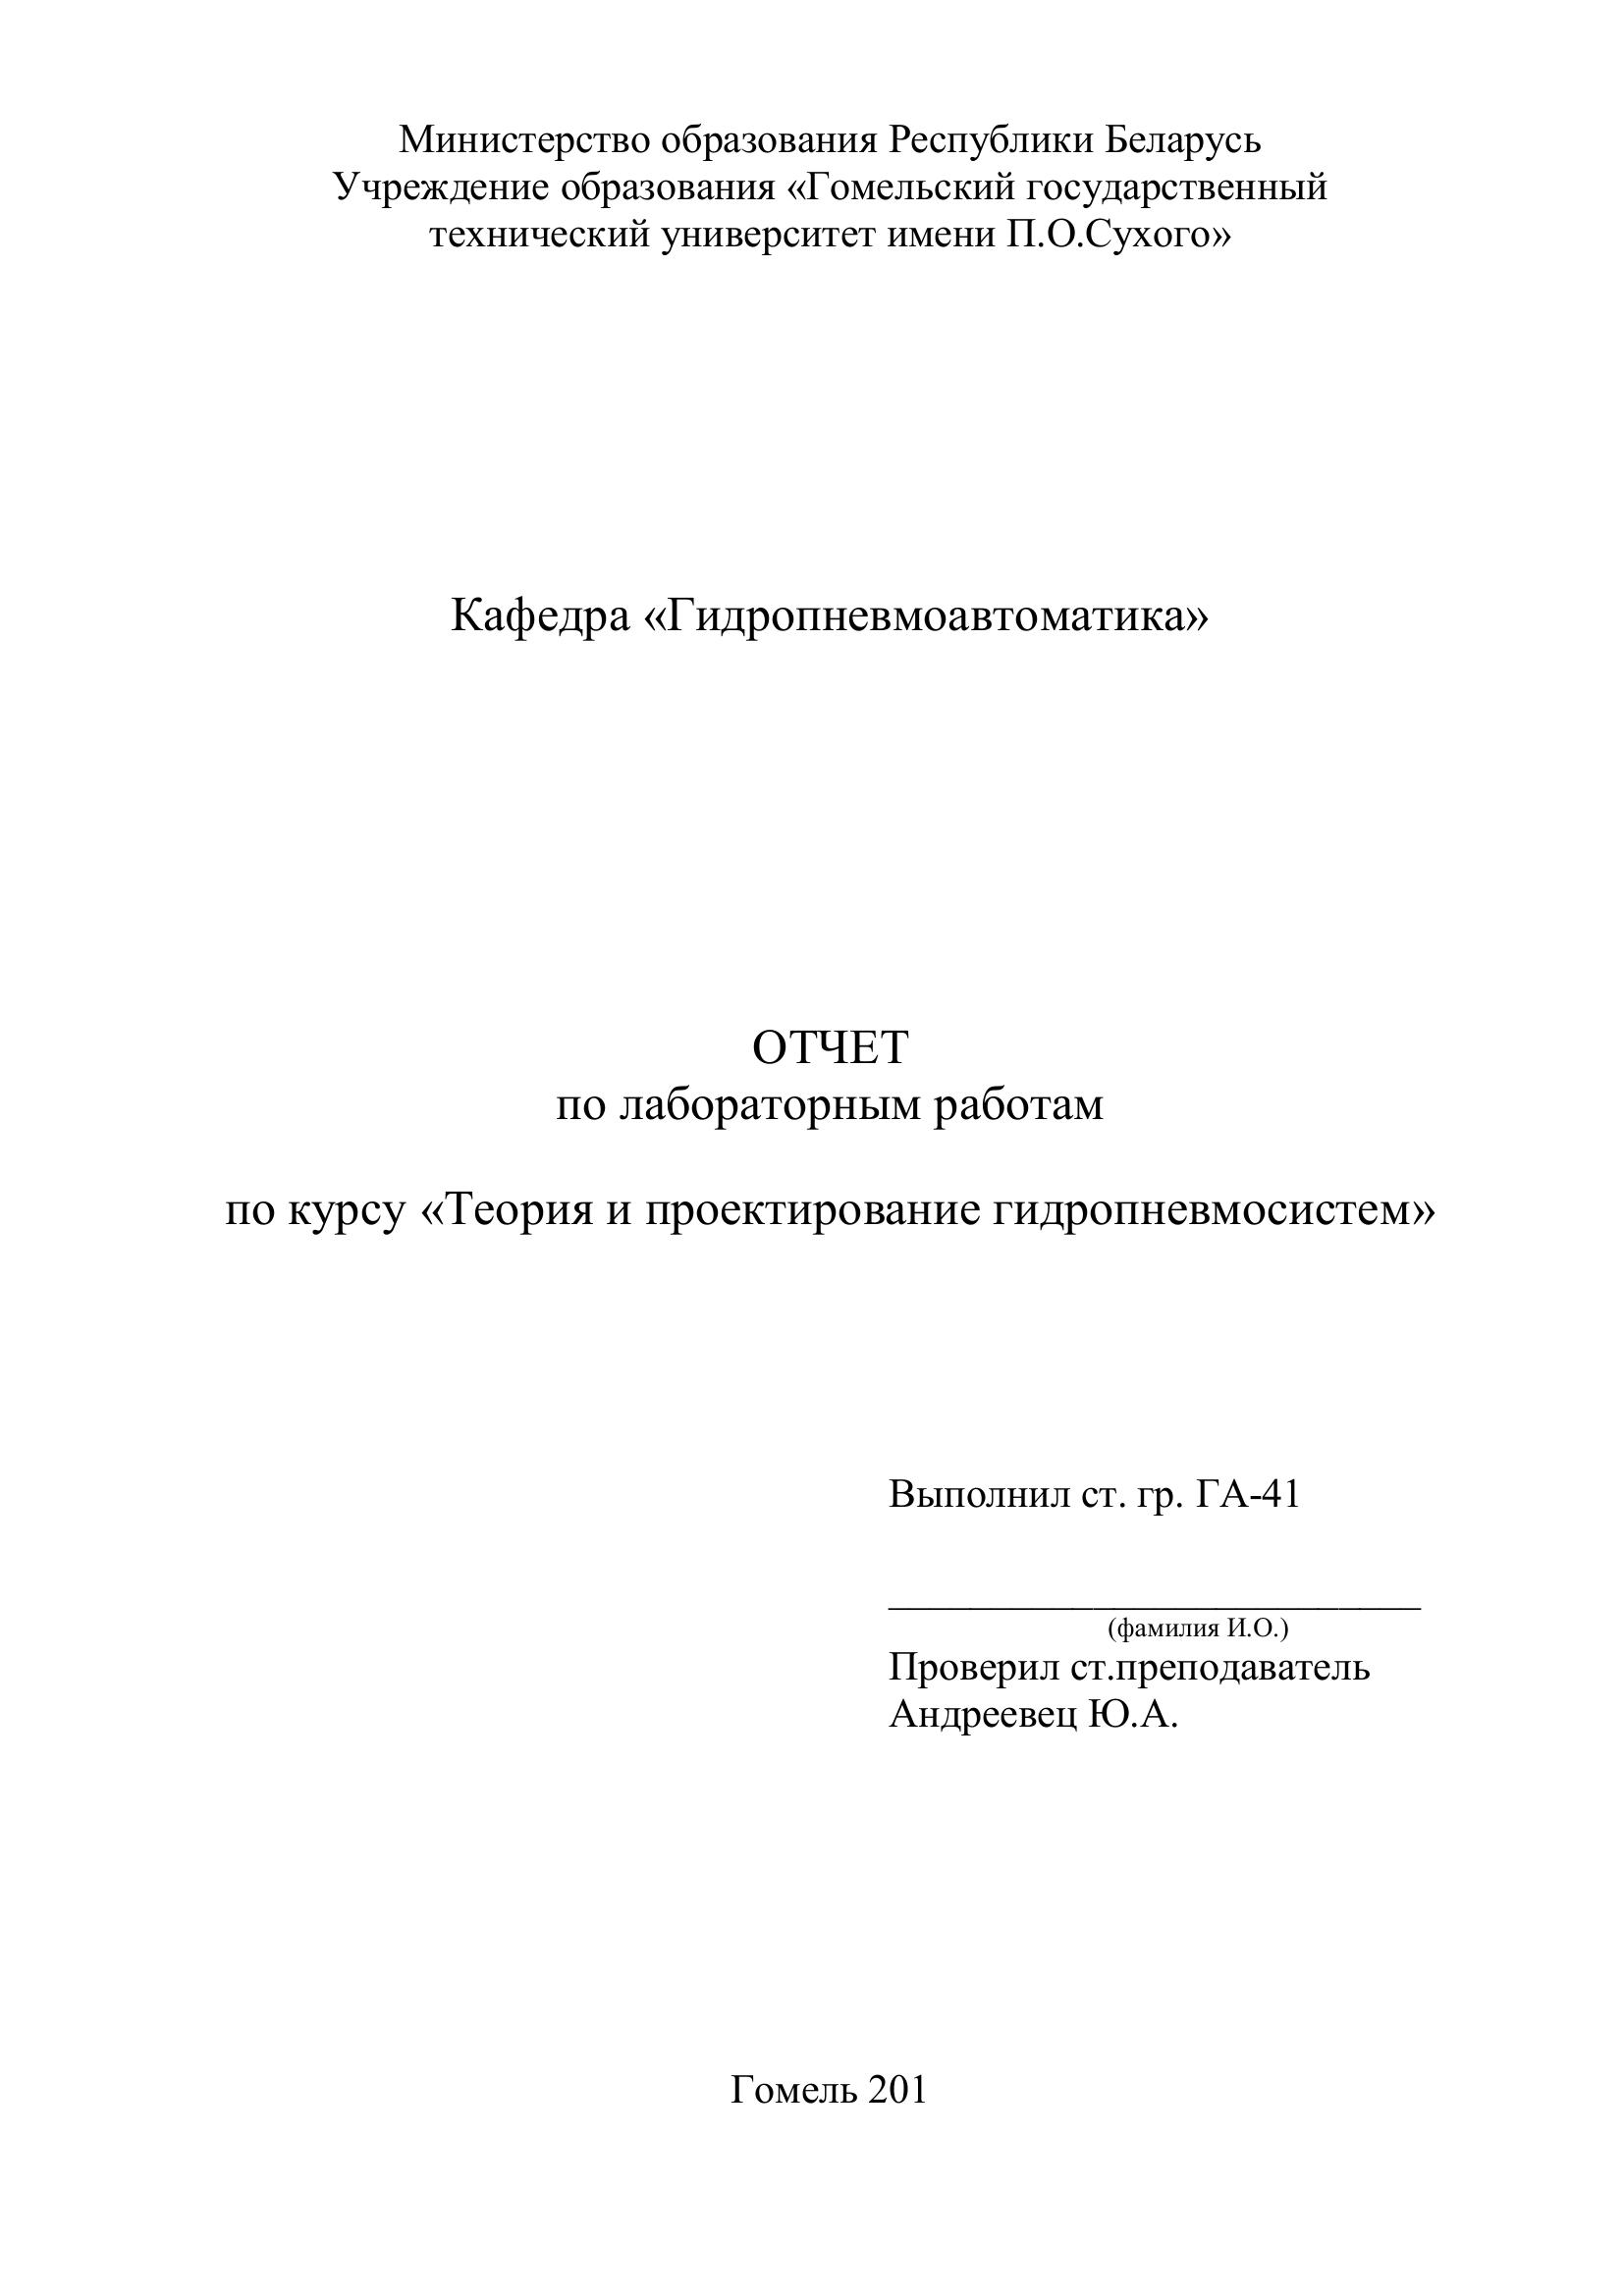 Министерство образования Республики Беларусь
Учреждение образования «Гомельский государственный
технический университет имени П.О.Сухого»
Кафедра «Гидропневмоавтоматика»
ОТЧЕТ
по лабораторным работам
по курсу «Теория и проектирование гидропневмосистем»
Выполнил ст. гр. ГА-41
__________________________
(фамилия И.О.)
Проверил ст.преподаватель
Андреевец Ю.А.
Гомель 201